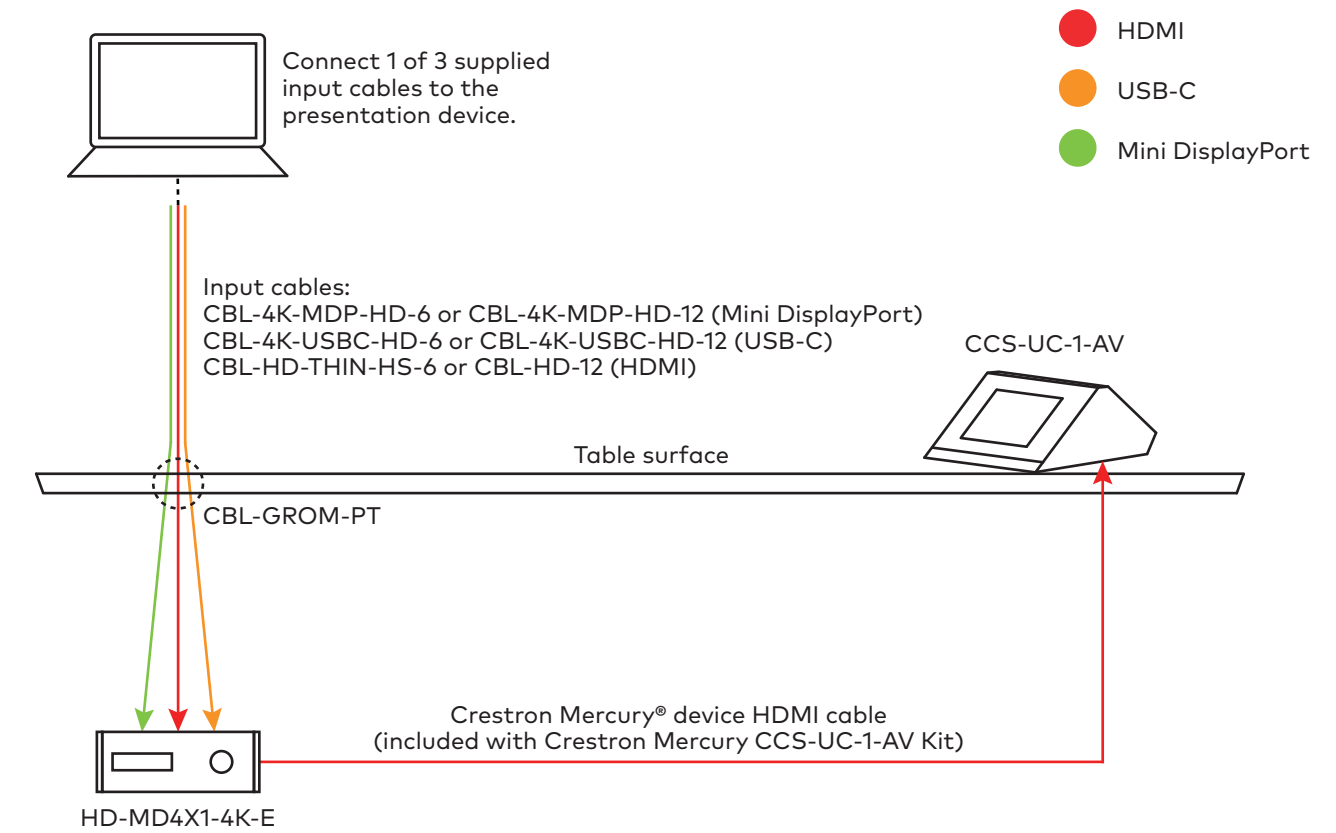 HDMI
USB-C
Mini DisplayPort
Connect 1 of 3 supplied
input cables to the
presentation device.
Input cables:
CBL-4K-MDP-HD-6 or CBL-4K-MDP-HD-12 (Mini DisplayPort)
CBL-4K-USBC-HD-6 or CBL-4K-USBC-HD-12 (USB-C)
CBL-HD-THIN-HS-6 or CBL-HD-12 (HDMI)
CCS-UC-1-AV
Table surface
CBL-GROM-PT
Crestron Mercury® device HDMI cable
(included with Crestron Mercury CCS-UC-1-AV Kit)
HD-MD4X1-4K-E